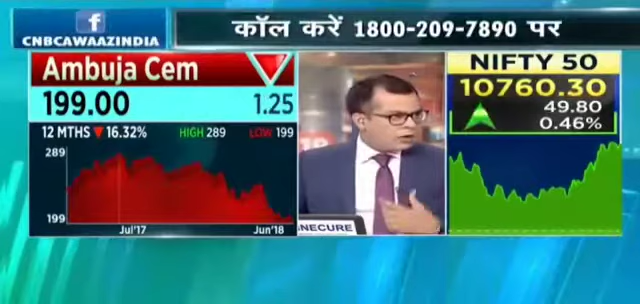 f
CNBCAWAAZINDIA
कॉल करें 1800-209-7890 पर
Ambuja Cem
199.00 1.25
12 MTHS 16.32% HIGH 289 LOW 199
289
199
Jul'17 Jun'18
NECURE
NIFTY 50
10760.30
49.80
0.46%